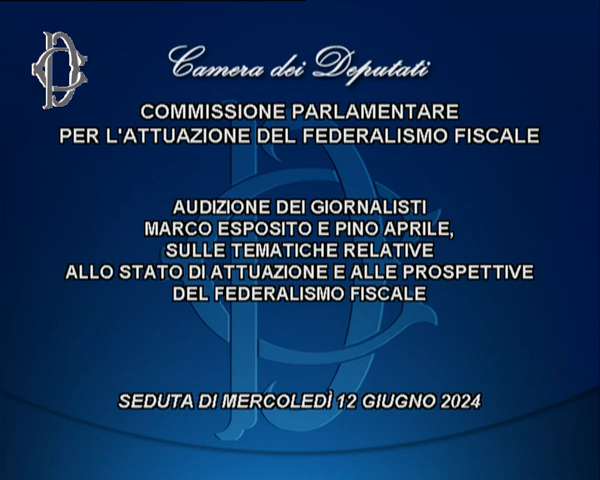 Camera dei Deputati
COMMISSIONE PARLAMENTARE
PER L'ATTUAZIONE DEL FEDERALISMO FISCALE
AUDIZIONE DEI GIORNALISTI
MARCO ESPOSITO E PINO APRILE,
SULLE TEMATICHE RELATIVE
ALLO STATO DI ATTUAZIONE E ALLE PROSPETTIVE
DEL FEDERALISMO FISCALE
SEDUTA DI MERCOLEDÌ 12 GIUGNO 2024